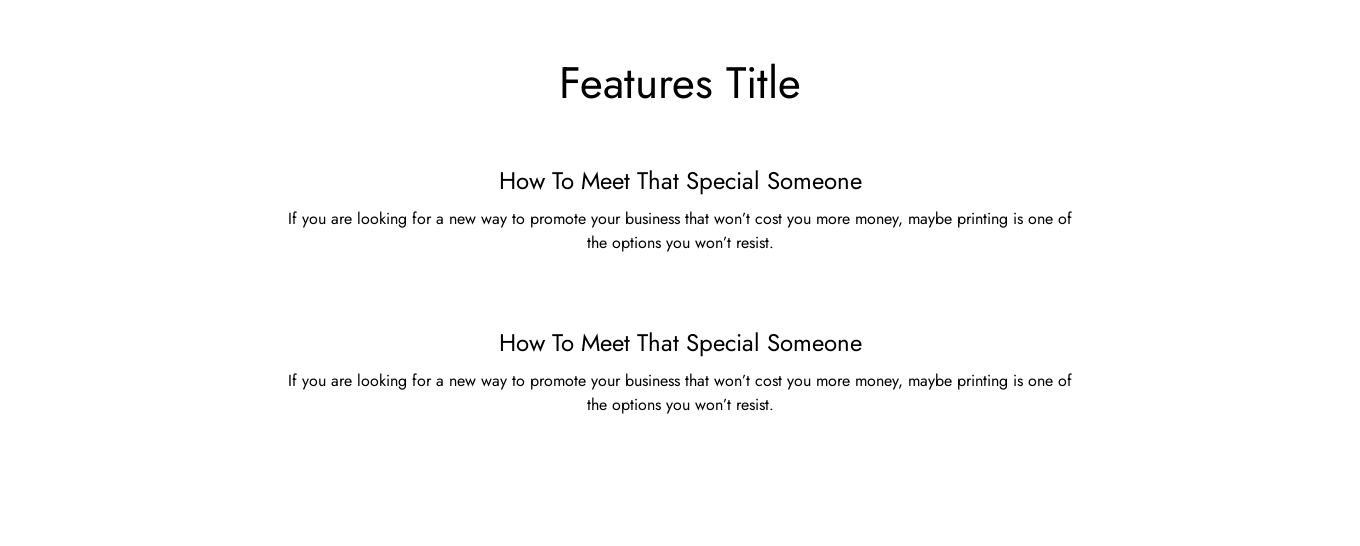 Features Title
How To Meet That Special Someone
If you are looking for a new way to promote your business that won’t cost you more money, maybe printing is one of
the options you won’t resist.
How To Meet That Special Someone
If you are looking for a new way to promote your business that won’t cost you more money, maybe printing is one of
the options you won’t resist.